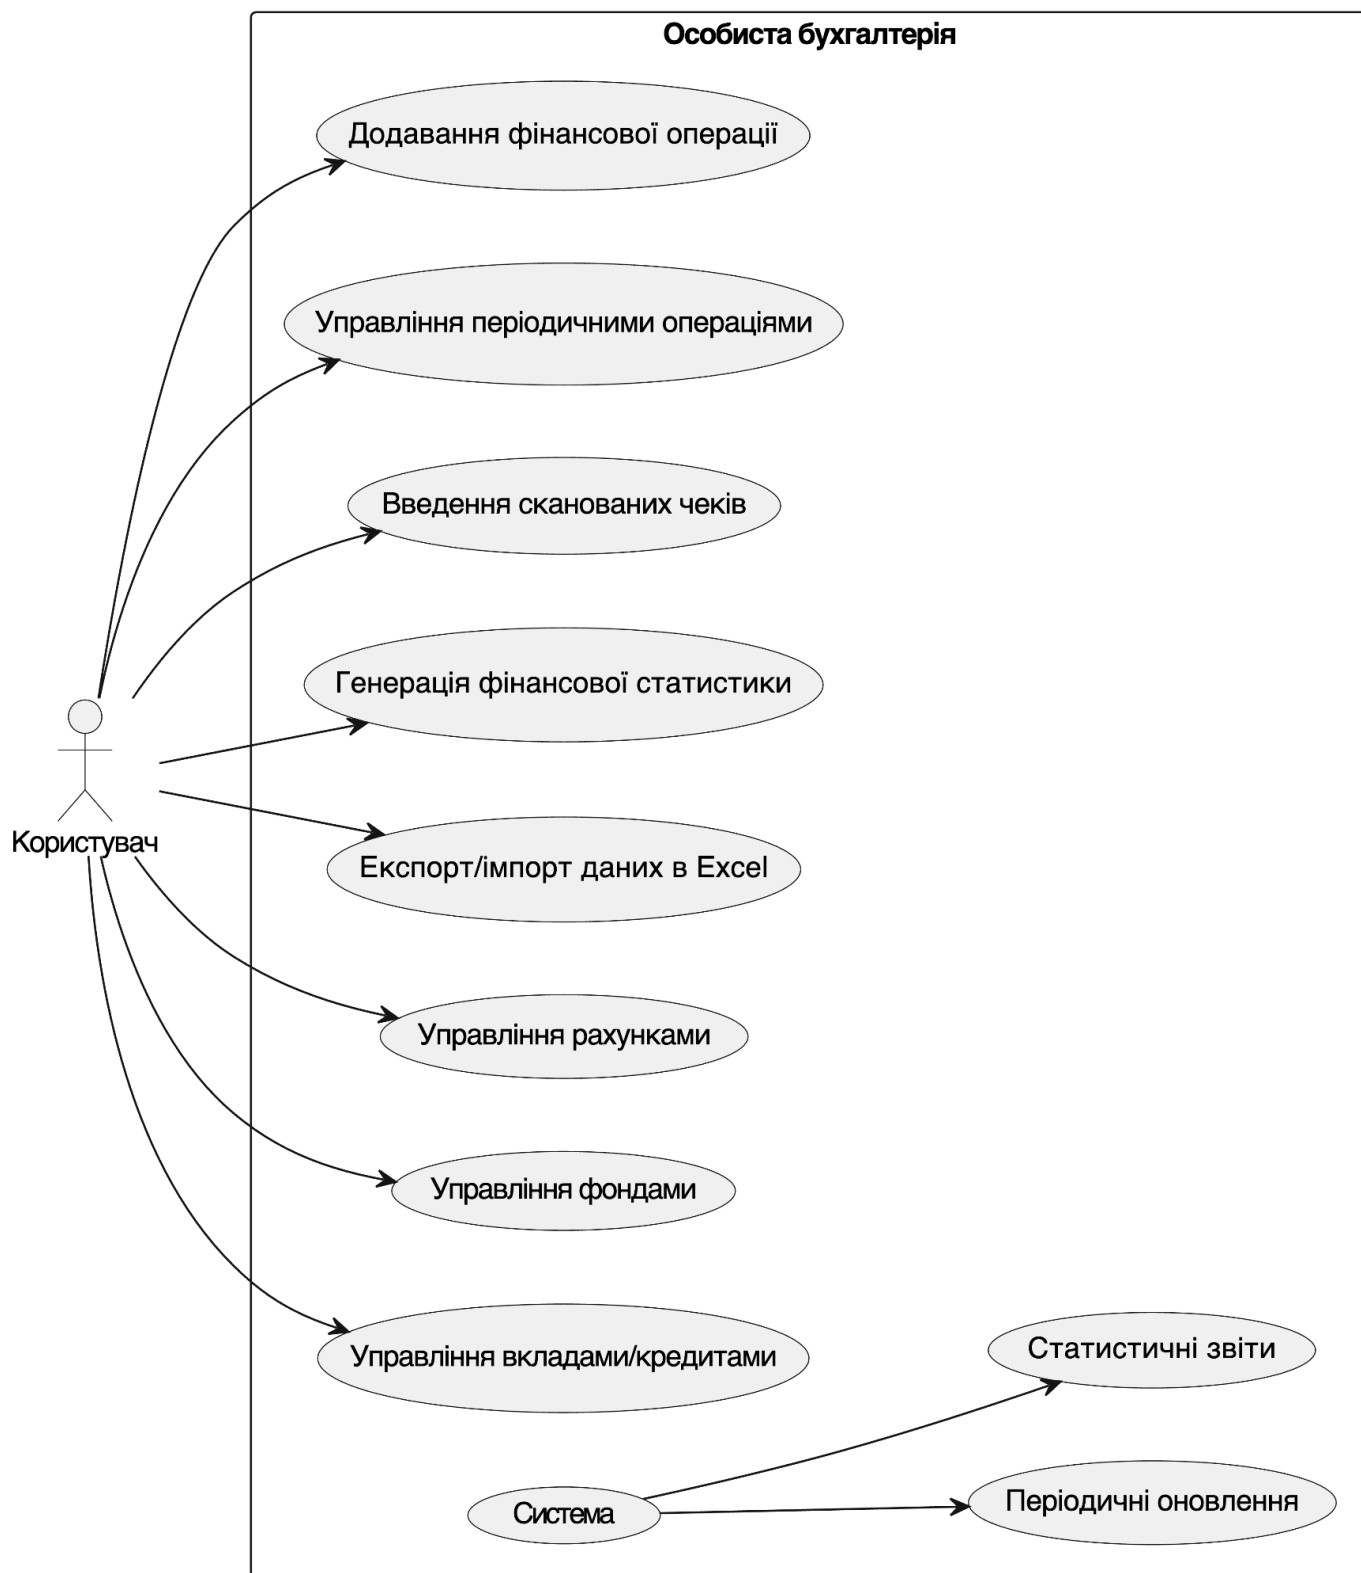 Особиста бухгалтерія
Додавання фінансової операції
Управління періодичними операціями
Введення сканованих чеків
Генерація фінансової статистики
Користувач
Експорт/імпорт даних в Excel
Управління рахунками
Управління фондами
Управління вкладами/кредитами
Статистичні звіти
Система
Періодичні оновлення